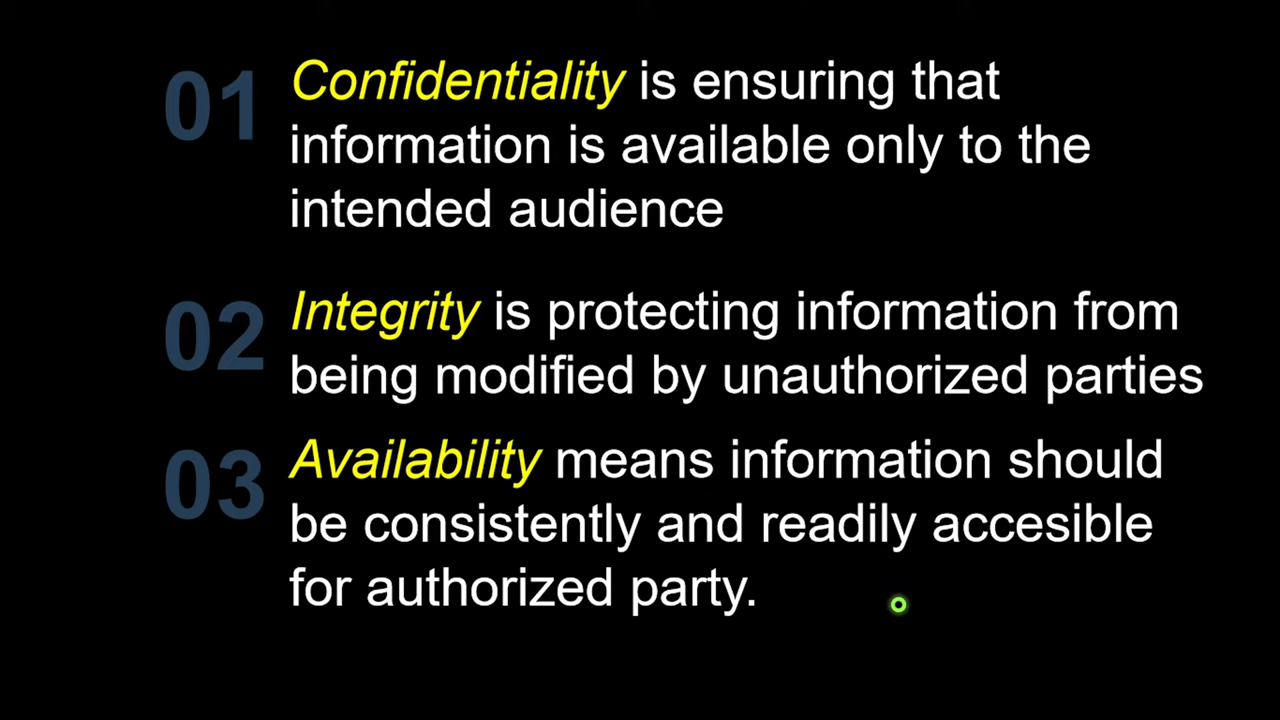 01 Confidentiality is ensuring that
information is available only to the
intended audience
02 Integrity is protecting information from
being modified by unauthorized parties
03 Availability means information should
be consistently and readily accesible
for authorized party.